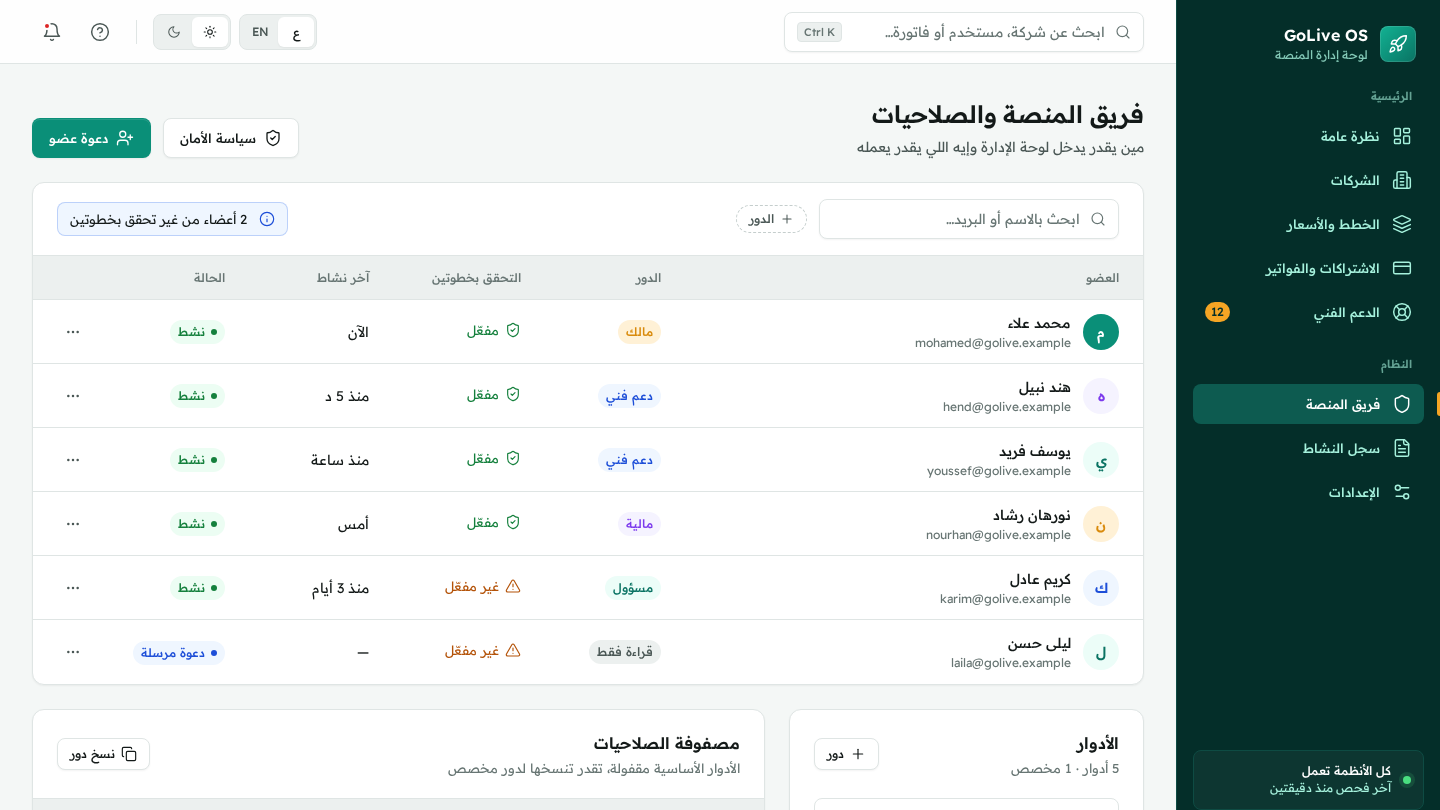 GoLive OS
لوحة إدارة المنصة
الرئيسية
نظرة عامة
الشركات
الخطط والأسعار
الاشتراكات والفواتير
الدعم الفني 12
النظام
فريق المنصة
سجل النشاط
الإعدادات
كل الأنظمة تعمل
آخر فحص منذ دقيقتين
ابحث عن شركة، مستخدم أو فاتورة... Ctrl K
ع EN
فريق المنصة والصلاحيات
مين يقدر يدخل لوحة الإدارة وإيه اللي يقدر يعمله
سياسة الأمان
دعوة عضو
ابحث بالاسم أو البريد...
الدور
2 أعضاء من غير تحقق بخطوتين
العضو الدور التحقق بخطوتين آخر نشاط الحالة
م محمد علاء مالك مفعّل الآن نشط
mohamed@golive.example
ه هند نبيل دعم فني مفعّل منذ 5 د نشط
hend@golive.example
ي يوسف فريد دعم فني مفعّل منذ ساعة نشط
youssef@golive.example
ن نورهان رشاد مالية مفعّل أمس نشط
nourhan@golive.example
ك كريم عادل مسؤول غير مفعّل منذ 3 أيام نشط
karim@golive.example
ل ليلى حسن قراءة فقط غير مفعّل — دعوة مرسلة
laila@golive.example
الأدوار
5 أدوار · 1 مخصص
دور
مصفوفة الصلاحيات
الأدوار الأساسية مقفولة، تقدر تنسخها لدور مخصص
نسخ دور